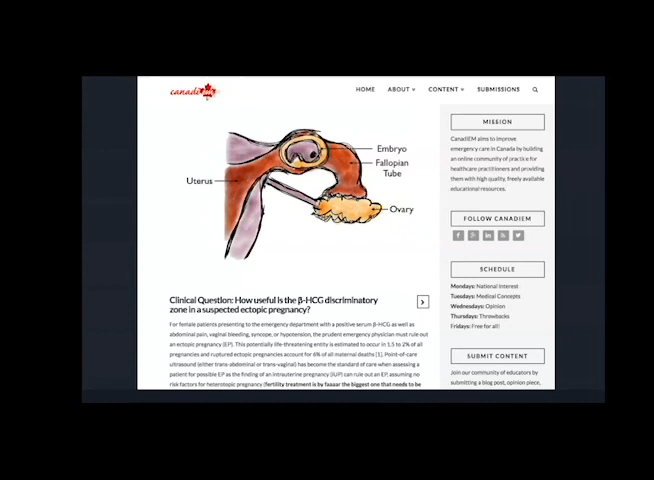 canadiEM
HOME ABOUT CONTENT SUBMISSIONS
Embryo
Fallopian
Tube
Uterus
Ovary
Clinical Question: How useful is the β-HCG discriminatory
zone in a suspected ectopic pregnancy?
For female patients presenting to the emergency department with a positive serum β-HCG as well as
abdominal pain, vaginal bleeding, syncope, or hypotension, the prudent emergency physician must rule out
an ectopic pregnancy (EP). This potentially life-threatening entity is estimated to occur in 1.5 to 2% of all
pregnancies and ruptured ectopic pregnancies account for 6% of all maternal deaths [1]. Point-of-care
ultrasound (either trans-abdominal or trans-vaginal) has become the standard of care when assessing a
patient for possible EP as the finding of an intrauterine pregnancy (IUP) can rule out an EP, assuming no
risk factors for heterotopic pregnancy (fertility treatment is by faaaar the biggest one that needs to be
MISSION
CanadiEM aims to improve
emergency care in Canada by building
an online community of practice for
healthcare practitioners and providing
them with high quality, freely available
educational resources.
FOLLOW CANADIEM
SCHEDULE
Mondays: National Interest
Tuesdays: Medical Concepts
Wednesdays: Opinion
Thursdays: Throwbacks
Fridays: Free for all!
SUBMIT CONTENT
Join our community of educators by
submitting a blog post, opinion piece,